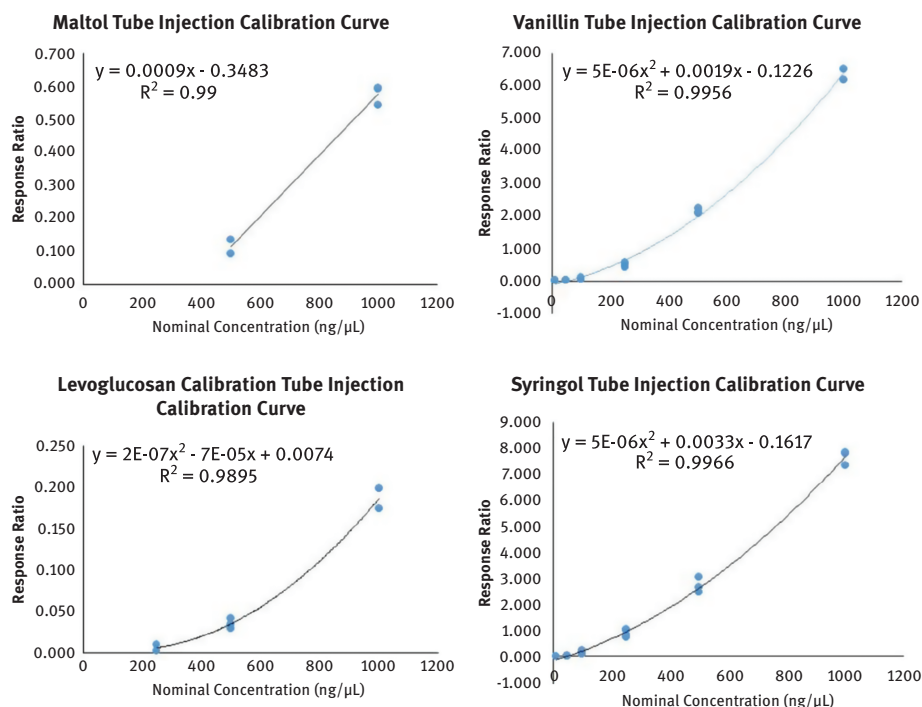 Maltol Tube Injection Calibration Curve
y = 0.0009x - 0.3483
R² = 0.99
Response Ratio
0.700
0.600
0.500
0.400
0.300
0.200
0.100
0.000
0 200 400 600 800 1000 1200
Nominal Concentration (ng/µL)
Vanillin Tube Injection Calibration Curve
y = 5E-06x² + 0.0019x - 0.1226
R² = 0.9956
Response Ratio
7.000
6.000
5.000
4.000
3.000
2.000
1.000
0.000
-1.000
0 200 400 600 800 1000 1200
Nominal Concentration (ng/µL)
Levoglucosan Calibration Tube Injection
Calibration Curve
y = 2E-07x² - 7E-05x + 0.0074
R² = 0.9895
Response Ratio
0.250
0.200
0.150
0.100
0.050
0.000
0 200 400 600 800 1000 1200
Nominal Concentration (ng/µL)
Syringol Tube Injection Calibration Curve
y = 5E-06x² + 0.0033x - 0.1617
R² = 0.9966
Response Ratio
9.000
8.000
7.000
6.000
5.000
4.000
3.000
2.000
1.000
0.000
-1.000
0 200 400 600 800 1000 1200
Nominal Concentration (ng/µL)